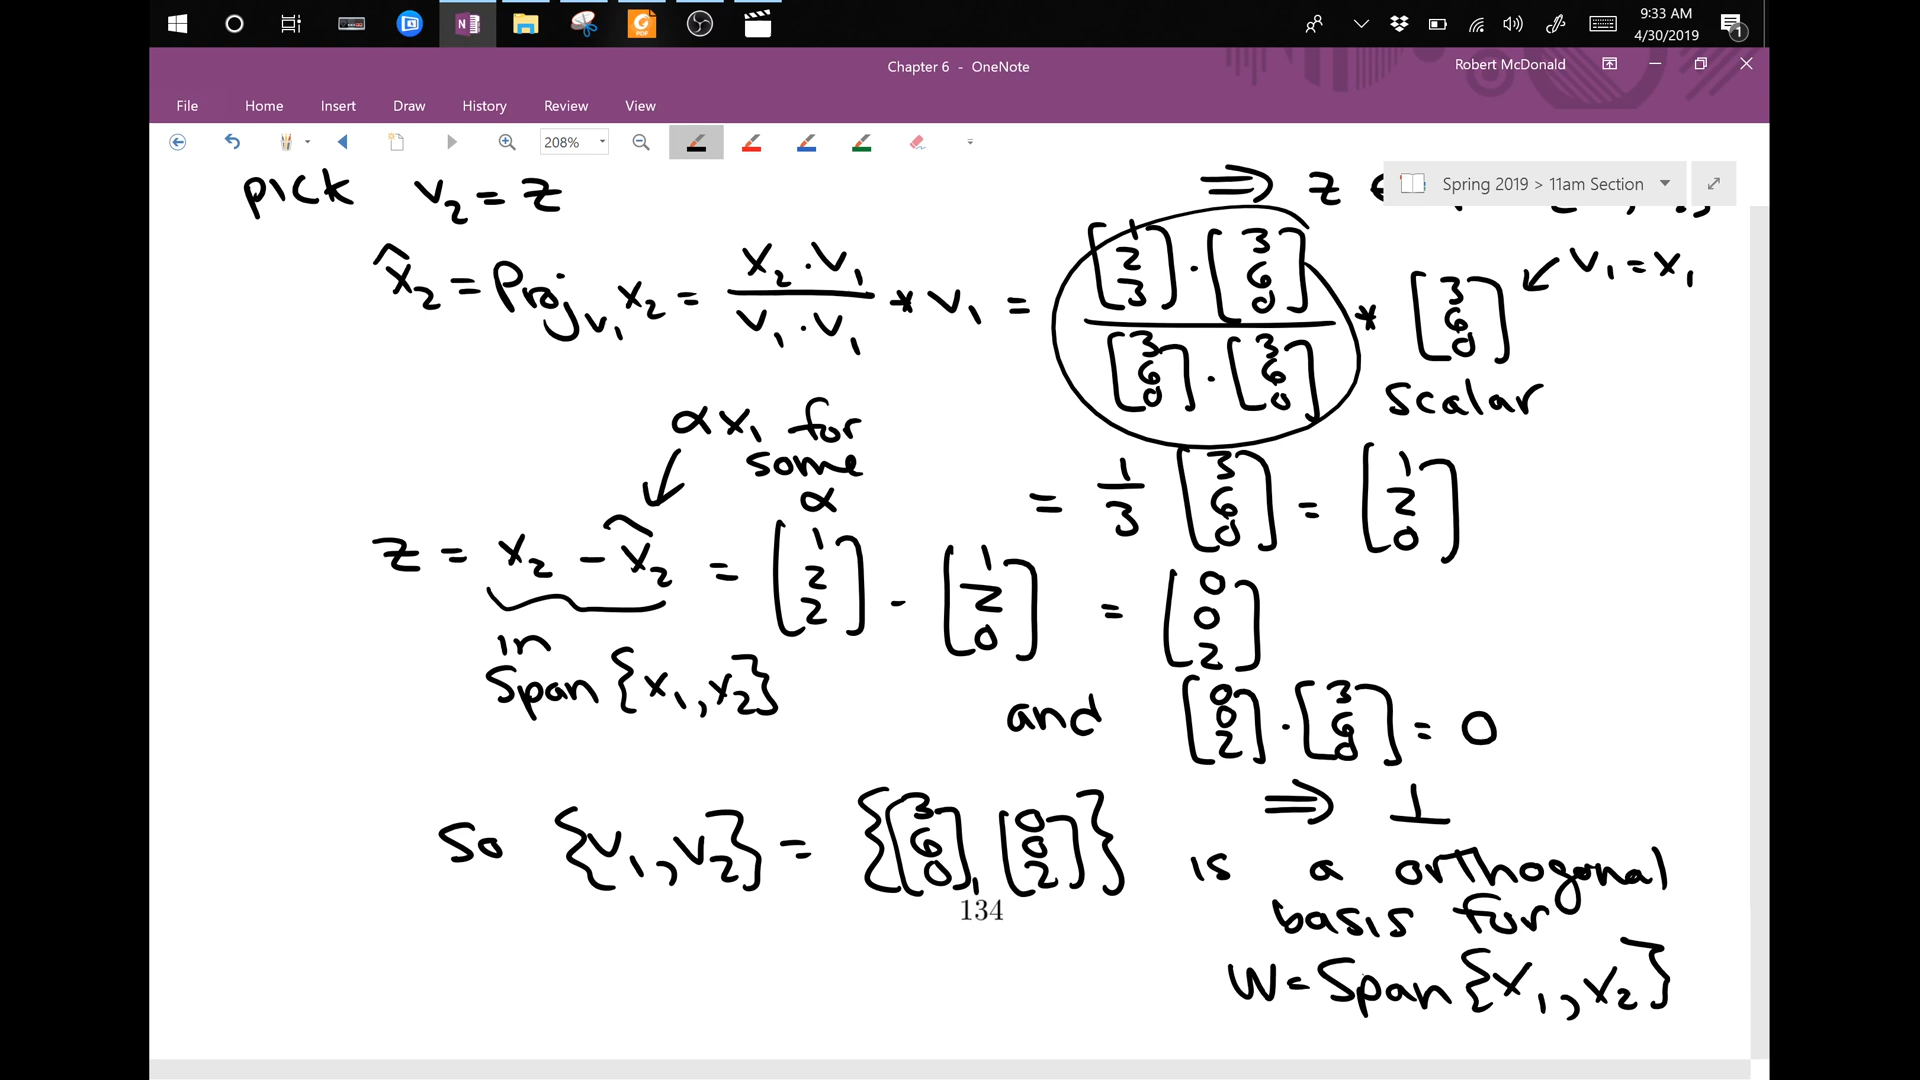 9:33 AM
4/30/2019
1
Chapter 6 - OneNote
Robert McDonald
File Home Insert Draw History Review View
208%
Spring 2019 > 11am Section
pick v₂ = z ⇒ z
x̂₂ = Proj_v₁ x₂ = (x₂ · v₁)/(v₁ · v₁) * v₁ = ([1 2 3] · [3 6 0])/([3 6 0] · [3 6 0]) * [3 6 0] ↙ v₁ = x₁
scalar
αx₁ for
some
α
= 1/3 [3 6 0] = [1 2 0]
z = x₂ - x̂₂ = [1 2 2] - [1 2 0] = [0 0 2]
in
Span {x₁, x₂}
and [0 0 2] · [3 6 0] = 0
⇒ ⊥
So {v₁, v₂} = {[3 6 0], [0 0 2]} is a orthogonal
basis for
W = Span {x₁, x₂}
134